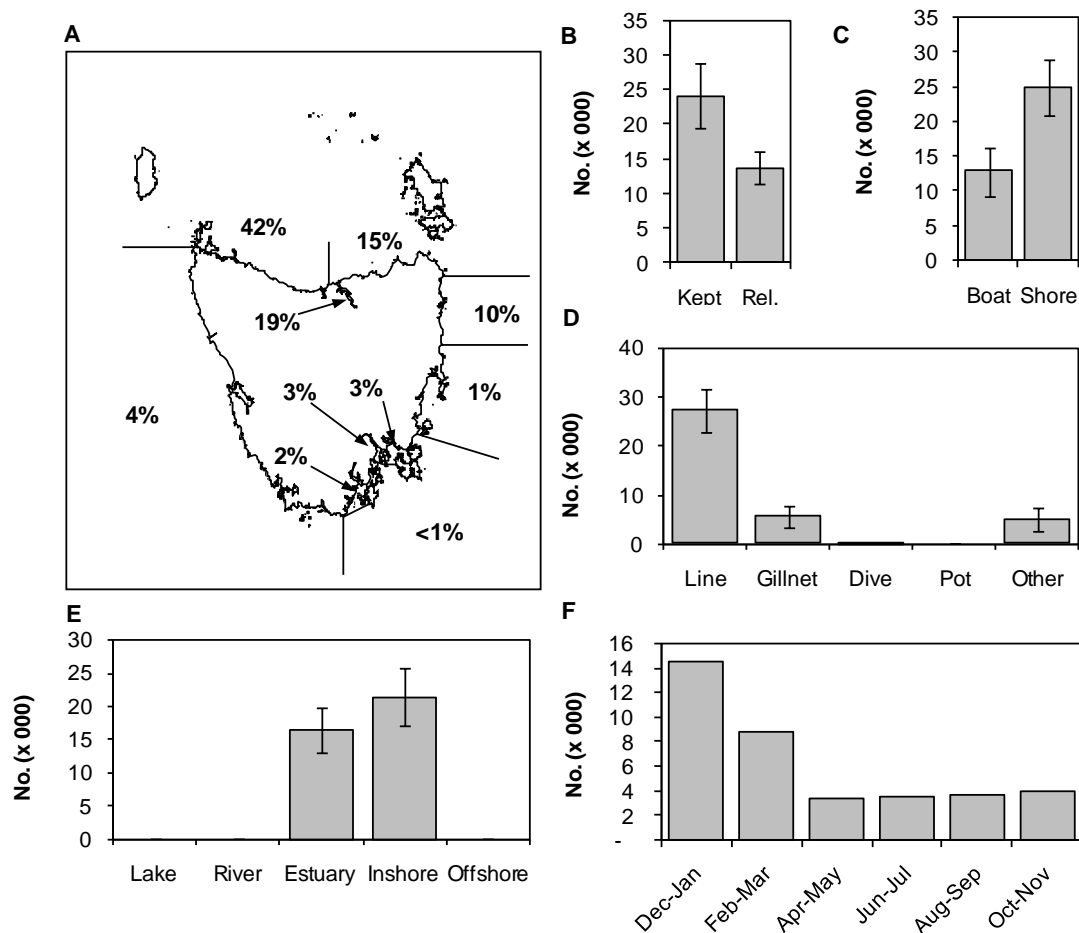 A
42%
15%
19%
10%
3%
3%
1%
4%
2%
<1%
B
No. (x 000)
35
30
25
20
15
10
5
0
Kept Rel.
C
No. (x 000)
35
30
25
20
15
10
5
0
Boat Shore
D
No. (x 000)
40
30
20
10
0
Line Gillnet Dive Pot Other
E
No. (x 000)
30
25
20
15
10
5
0
Lake River Estuary Inshore Offshore
F
No. (x 000)
16
14
12
10
8
6
4
2
-
Dec-Jan
Feb-Mar
Apr-May
Jun-Jul
Aug-Sep
Oct-Nov